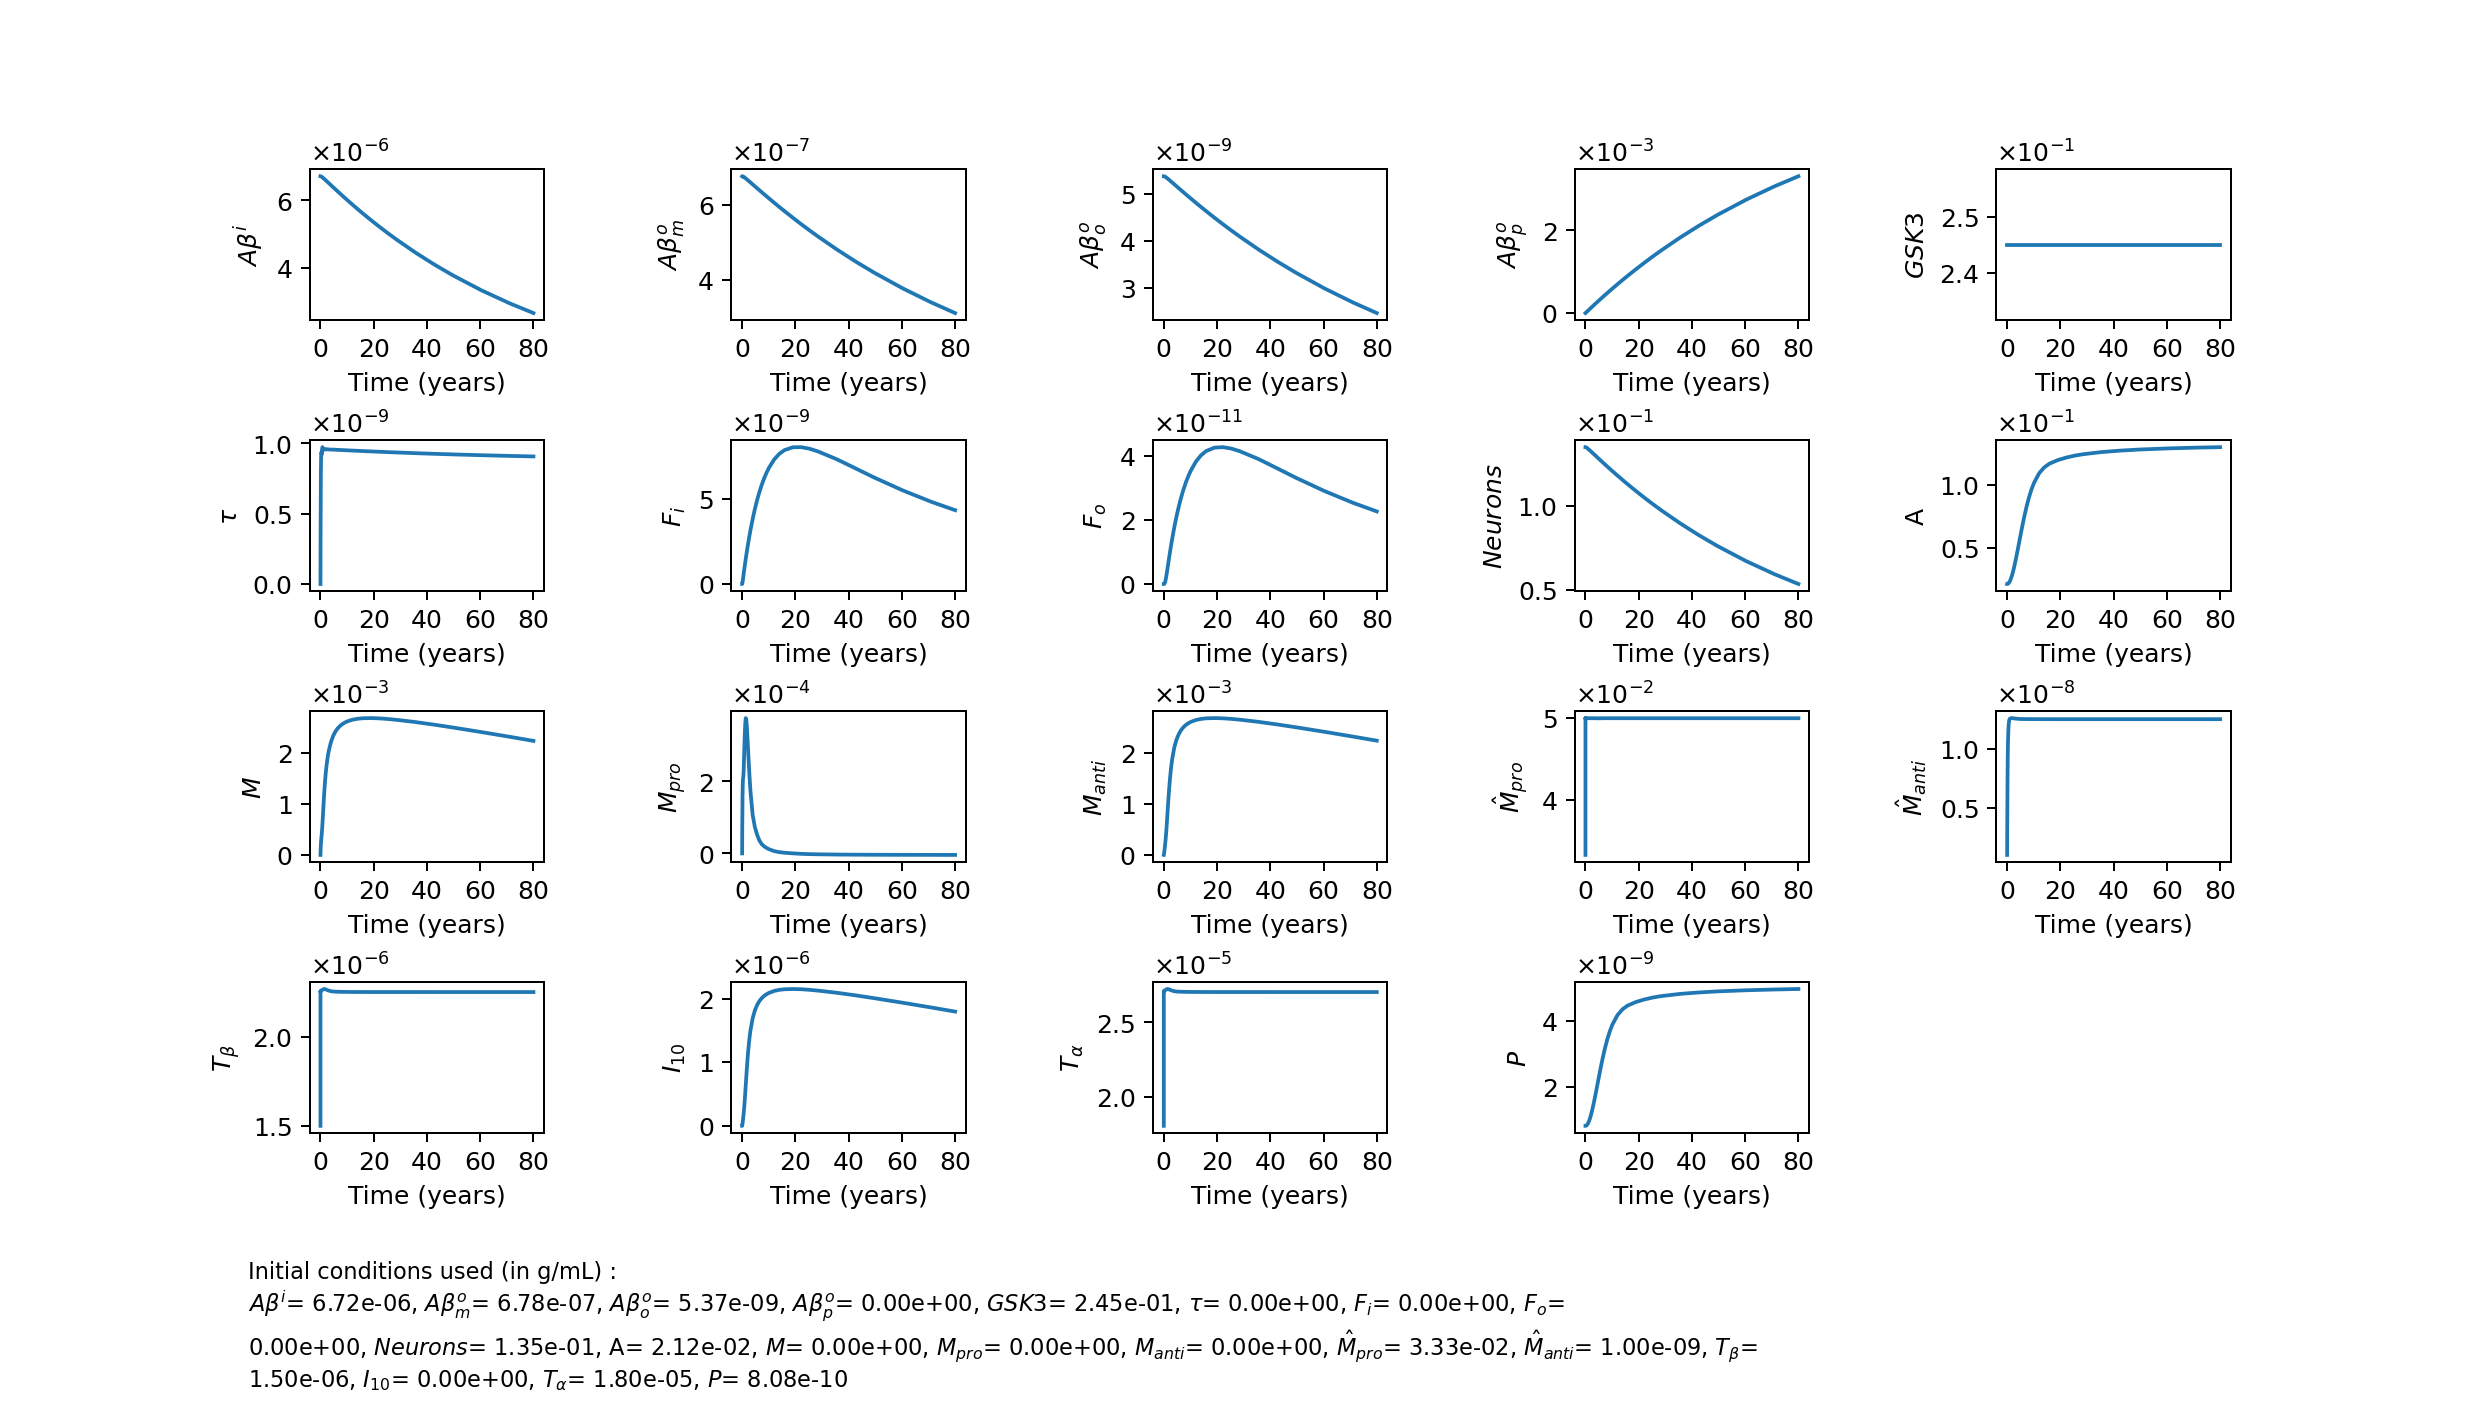 ×10⁻⁶ ×10⁻⁷ ×10⁻⁹ ×10⁻³ ×10⁻¹
Aβⁱ 6 4
0 20 40 60 80
Time (years)
Aβₘᵒ 6 4
0 20 40 60 80
Time (years)
Aβₒᵒ 5 4 3
0 20 40 60 80
Time (years)
Aβₚᵒ 2 0
0 20 40 60 80
Time (years)
GSK3 2.5 2.4
0 20 40 60 80
Time (years)
×10⁻⁹ ×10⁻⁹ ×10⁻¹¹ ×10⁻¹ ×10⁻¹
τ 1.0 0.5 0.0
0 20 40 60 80
Time (years)
Fᵢ 5 0
0 20 40 60 80
Time (years)
Fₒ 4 2 0
0 20 40 60 80
Time (years)
Neurons 1.0 0.5
0 20 40 60 80
Time (years)
A 1.0 0.5
0 20 40 60 80
Time (years)
×10⁻³ ×10⁻⁴ ×10⁻³ ×10⁻² ×10⁻⁸
M 2 1 0
0 20 40 60 80
Time (years)
M_pro 2 0
0 20 40 60 80
Time (years)
M_anti 2 1 0
0 20 40 60 80
Time (years)
M̂_pro 5 4
0 20 40 60 80
Time (years)
M̂_anti 1.0 0.5
0 20 40 60 80
Time (years)
×10⁻⁶ ×10⁻⁶ ×10⁻⁵ ×10⁻⁹
T_β 2.0 1.5
0 20 40 60 80
Time (years)
I₁₀ 2 1 0
0 20 40 60 80
Time (years)
T_α 2.5 2.0
0 20 40 60 80
Time (years)
P 4 2
0 20 40 60 80
Time (years)
Initial conditions used (in g/mL) :
Aβⁱ= 6.72e-06, Aβₘᵒ= 6.78e-07, Aβₒᵒ= 5.37e-09, Aβₚᵒ= 0.00e+00, GSK3= 2.45e-01, τ= 0.00e+00, Fᵢ= 0.00e+00, Fₒ=
0.00e+00, Neurons= 1.35e-01, A= 2.12e-02, M= 0.00e+00, M_pro= 0.00e+00, M_anti= 0.00e+00, M̂_pro= 3.33e-02, M̂_anti= 1.00e-09, T_β=
1.50e-06, I₁₀= 0.00e+00, T_α= 1.80e-05, P= 8.08e-10